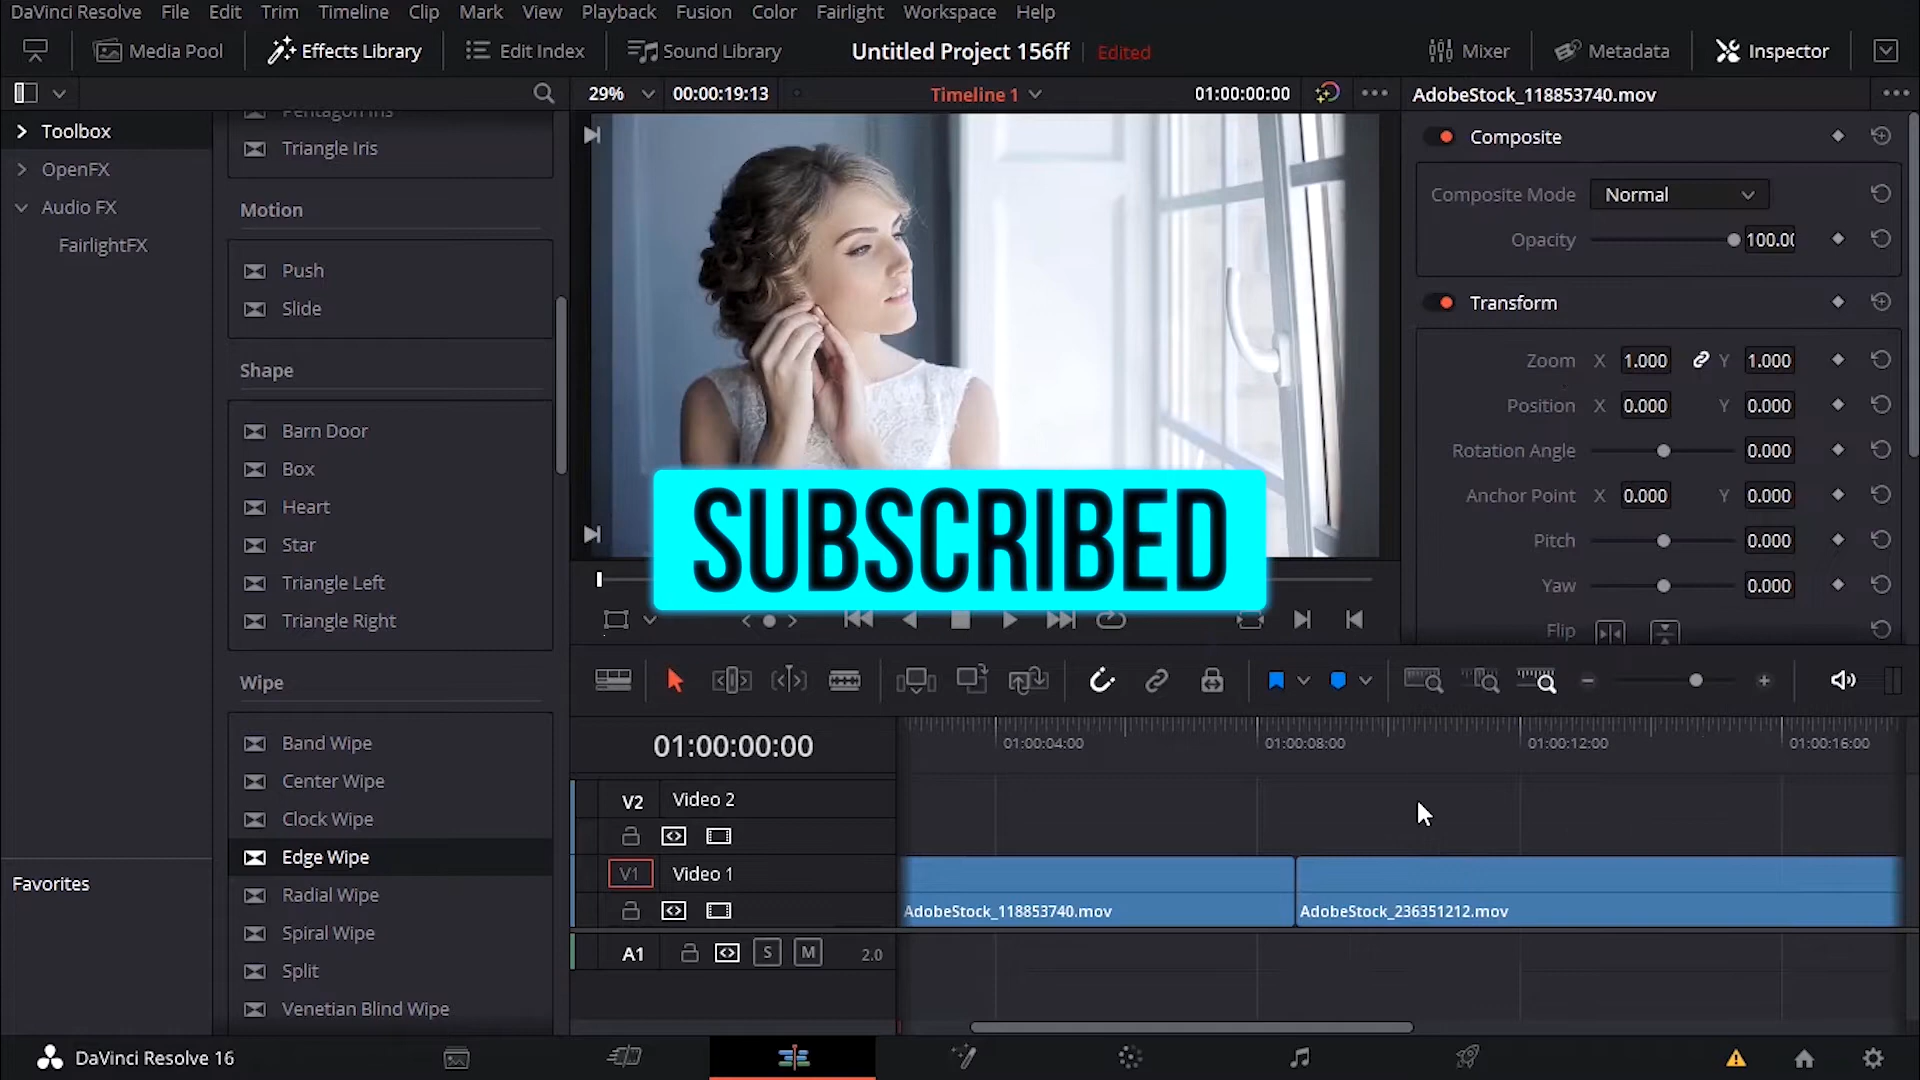 DaVinci Resolve File Edit Trim Timeline Clip Mark View Playback Fusion Color Fairlight Workspace Help
Media Pool Effects Library Edit Index Sound Library Untitled Project 156ff Edited Mixer Metadata Inspector
29% 00:00:19:13 Timeline 1 01:00:00:00 AdobeStock_118853740.mov
Toolbox
OpenFX
Audio FX
FairlightFX
Favorites
Pentagon Iris
Triangle Iris
Motion
Push
Slide
Shape
Barn Door
Box
Heart
Star
Triangle Left
Triangle Right
Wipe
Band Wipe
Center Wipe
Clock Wipe
Edge Wipe
Radial Wipe
Spiral Wipe
Split
Venetian Blind Wipe
SUBSCRIBED
Composite
Composite Mode Normal
Opacity 100.00
Transform
Zoom X 1.000 Y 1.000
Position X 0.000 Y 0.000
Rotation Angle 0.000
Anchor Point X 0.000 Y 0.000
Pitch 0.000
Yaw 0.000
Flip
01:00:00:00 01:00:04:00 01:00:08:00 01:00:12:00 01:00:16:00
V2 Video 2
V1 Video 1
AdobeStock_118853740.mov AdobeStock_236351212.mov
A1 S M 2.0
DaVinci Resolve 16